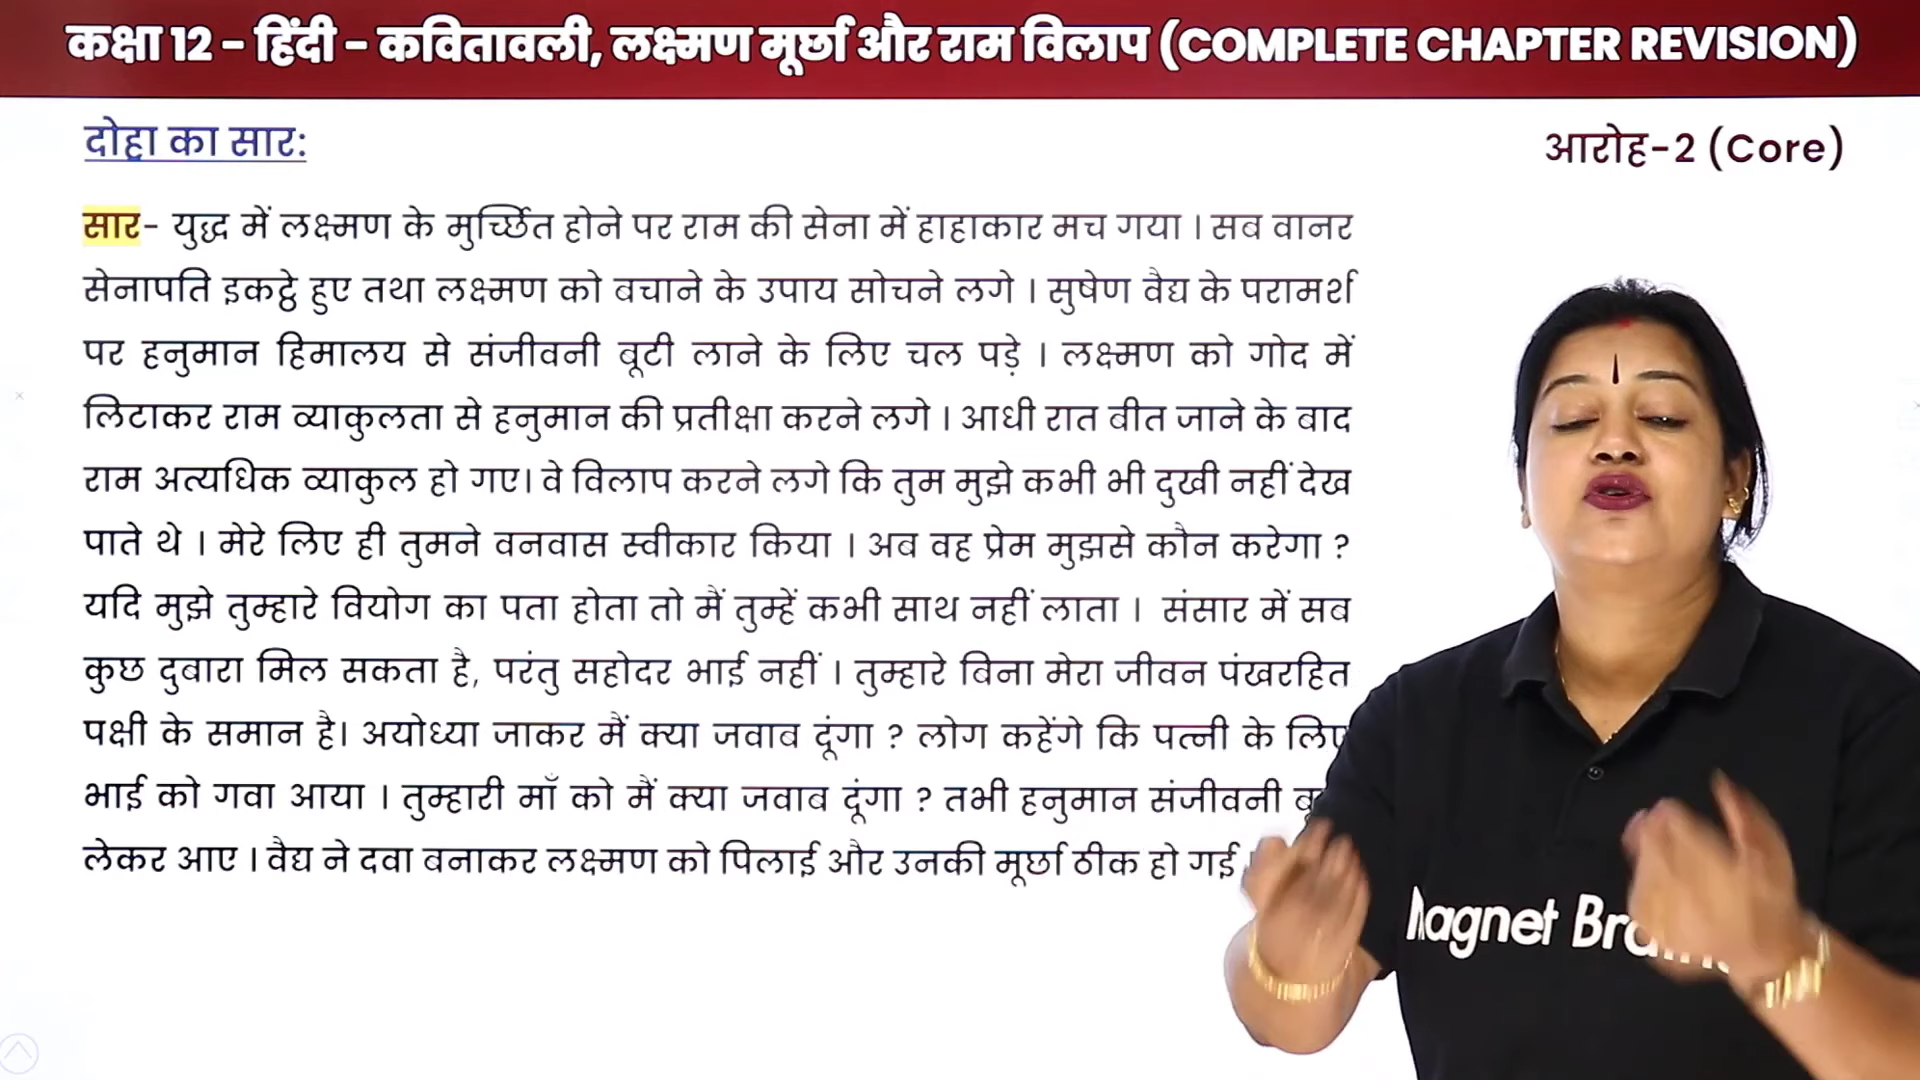 कक्षा 12 - हिंदी - कवितावली, लक्ष्मण मूर्छा और राम विलाप (COMPLETE CHAPTER REVISION)
दोहा का सार:
आरोह-2 (Core)
सार- युद्ध में लक्ष्मण के मुर्च्छित होने पर राम की सेना में हाहाकार मच गया । सब वानर
सेनापति इकट्ठे हुए तथा लक्ष्मण को बचाने के उपाय सोचने लगे । सुषेण वैद्य के परामर्श
पर हनुमान हिमालय से संजीवनी बूटी लाने के लिए चल पड़े । लक्ष्मण को गोद में
लिटाकर राम व्याकुलता से हनुमान की प्रतीक्षा करने लगे । आधी रात बीत जाने के बाद
राम अत्यधिक व्याकुल हो गए। वे विलाप करने लगे कि तुम मुझे कभी भी दुखी नहीं देख
पाते थे । मेरे लिए ही तुमने वनवास स्वीकार किया । अब वह प्रेम मुझसे कौन करेगा ?
यदि मुझे तुम्हारे वियोग का पता होता तो मैं तुम्हें कभी साथ नहीं लाता । संसार में सब
कुछ दुबारा मिल सकता है, परंतु सहोदर भाई नहीं । तुम्हारे बिना मेरा जीवन पंखरहित
पक्षी के समान है। अयोध्या जाकर मैं क्या जवाब दूंगा ? लोग कहेंगे कि पत्नी के लिए
भाई को गवा आया । तुम्हारी माँ को मैं क्या जवाब दूंगा ? तभी हनुमान संजीवनी
लेकर आए । वैद्य ने दवा बनाकर लक्ष्मण को पिलाई और उनकी मूर्छा ठीक हो गई
Magnet